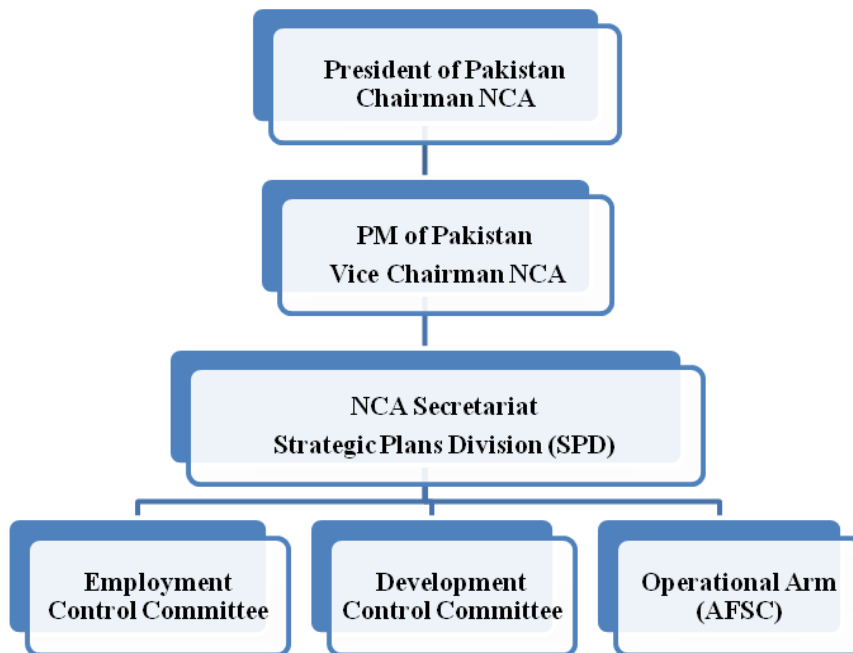 President of Pakistan
Chairman NCA
PM of Pakistan
Vice Chairman NCA
NCA Secretariat
Strategic Plans Division (SPD)
Employment
Control Committee
Development
Control Committee
Operational Arm
(AFSC)